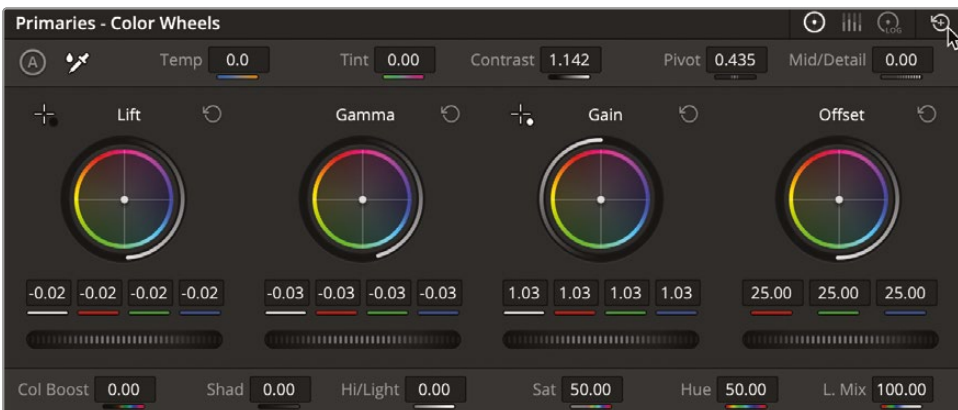 Primaries - Color Wheels
LOG
A
Temp 0.0 Tint 0.00 Contrast 1.142 Pivot 0.435 Mid/Detail 0.00
Lift Gamma Gain Offset
-0.02 -0.02 -0.02 -0.02 -0.03 -0.03 -0.03 -0.03 1.03 1.03 1.03 1.03 25.00 25.00 25.00
Col Boost 0.00 Shad 0.00 Hi/Light 0.00 Sat 50.00 Hue 50.00 L. Mix 100.00